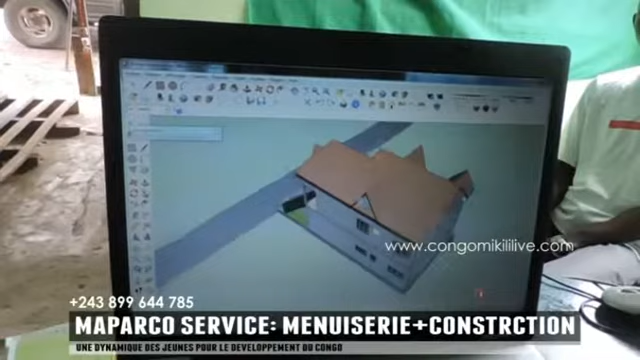 www.congomikililive.com
+243 899 644 785
MAPARCO SERVICE: MENUISERIE+CONSTRCTION
UNE DYNAMIQUE DES JEUNES POUR LE DEVELOPPEMENT DU CONGO